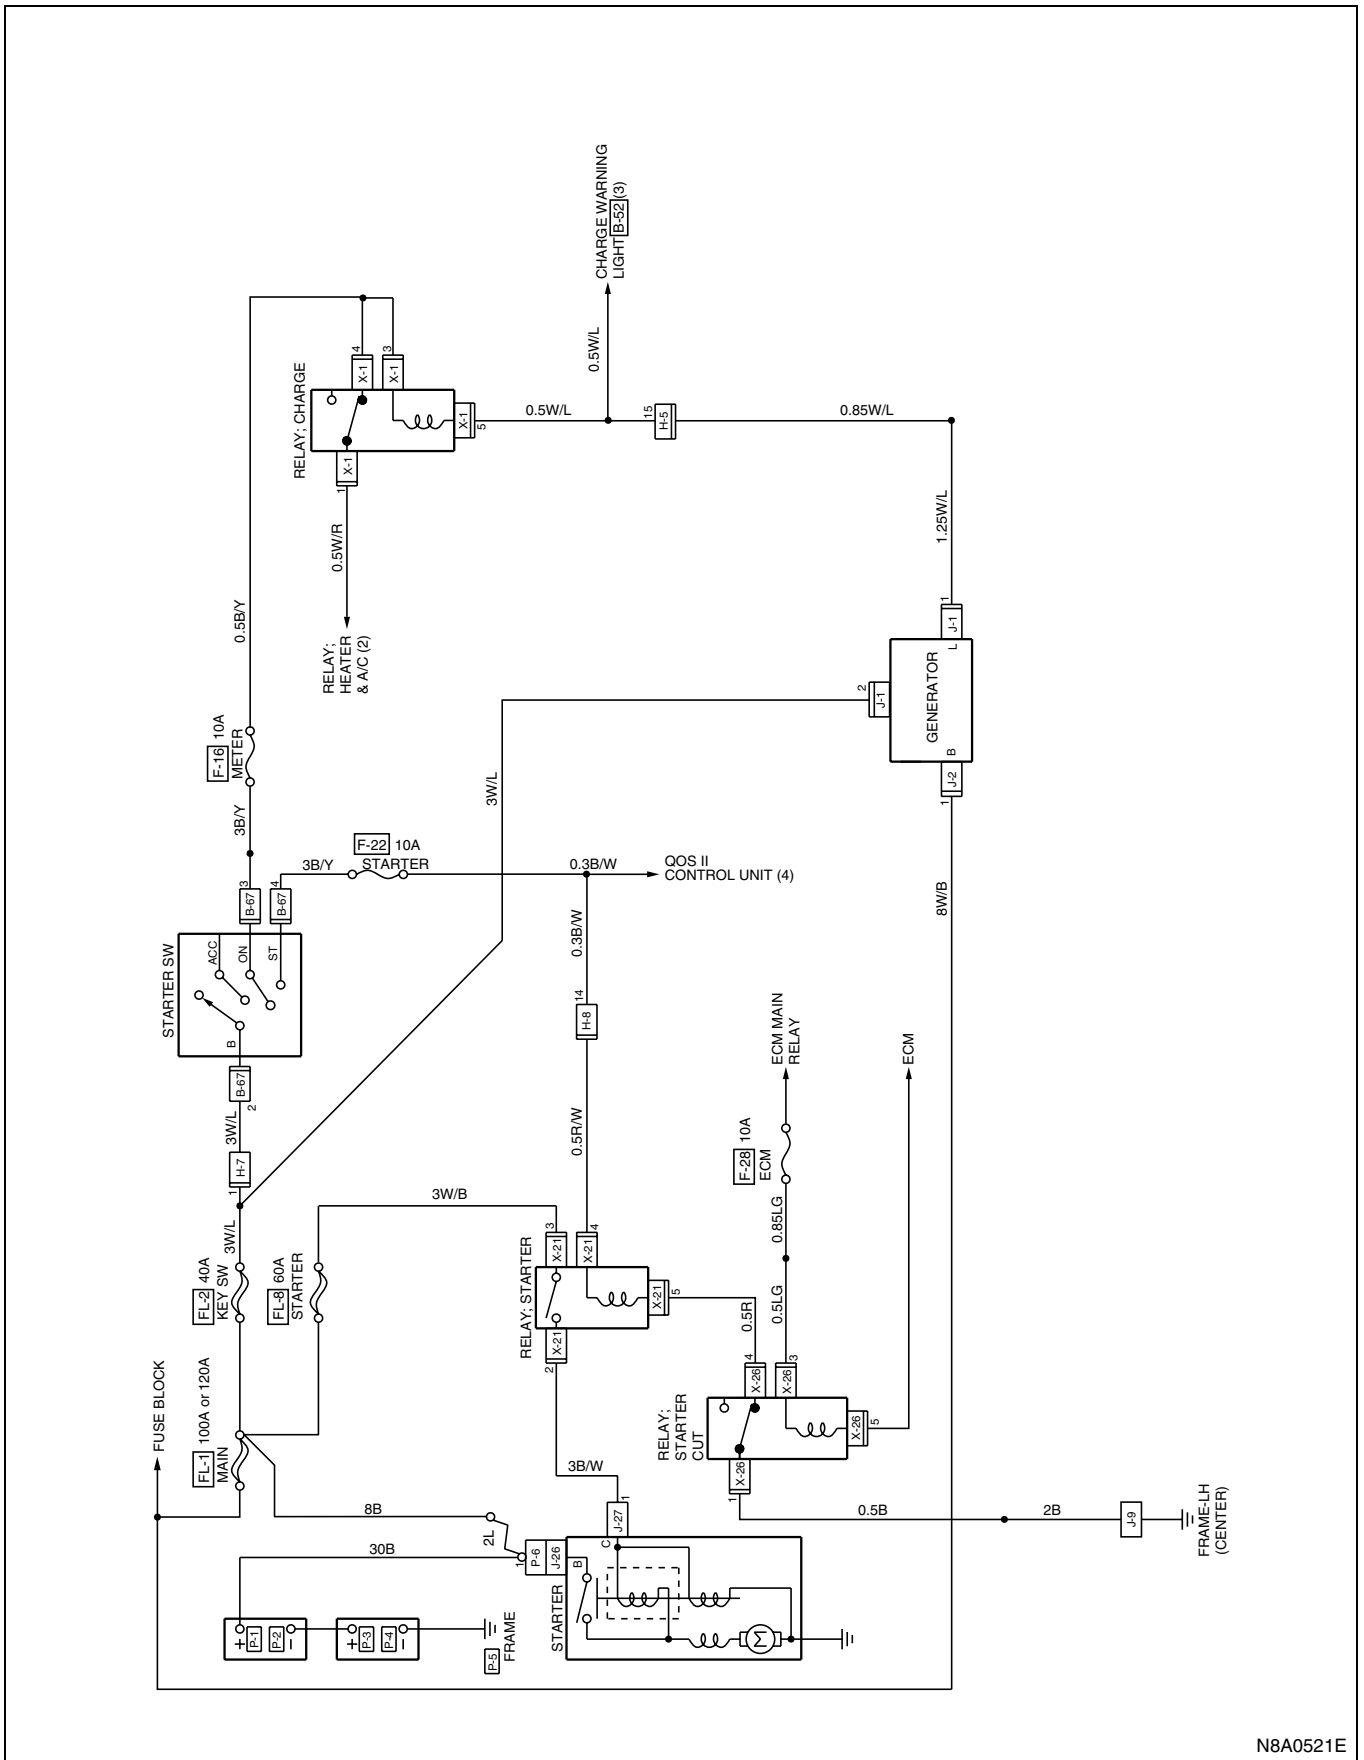 CHARGE WARNING
LIGHT B-52 (3)
0.5W/L
RELAY; CHARGE
4
X-1
3
X-1
X-1
5
X-1
1
0.5W/L
15
H-5
0.85W/L
0.5W/R
RELAY;
HEATER
& A/C (2)
0.5B/Y
1.25W/L
F-16 10A
METER
3B/Y
3W/L
1
J-1
L
2
J-1
GENERATOR
B
J-2
1
F-22 10A
STARTER
3B/Y
0.3B/W
QOS II
CONTROL UNIT (4)
3
B-67
4
B-67
STARTER SW
ACC
ON
ST
B
B-67
2
3W/L
H-7
1
0.3B/W
14
H-8
0.5R/W
8W/B
ECM MAIN
RELAY
ECM
F-28 10A
ECM
0.85LG
0.5LG
3W/B
3W/L
FL-2 40A
KEY SW
FL-8 60A
STARTER
RELAY; STARTER
3
X-21
4
X-21
X-21
5
X-21
2
0.5R
FUSE BLOCK
FL-1 100A or 120A
MAIN
RELAY;
STARTER
CUT
4
X-26
3
X-26
X-26
5
X-26
1
3B/W
8B
2L
30B
1
P-6
J-26
B
J-27
1
C
STARTER
0.5B
2B
J-9
FRAME-LH
(CENTER)
+
P-1
P-2
−
+
P-3
P-4
−
P-5
FRAME
N8A0521E